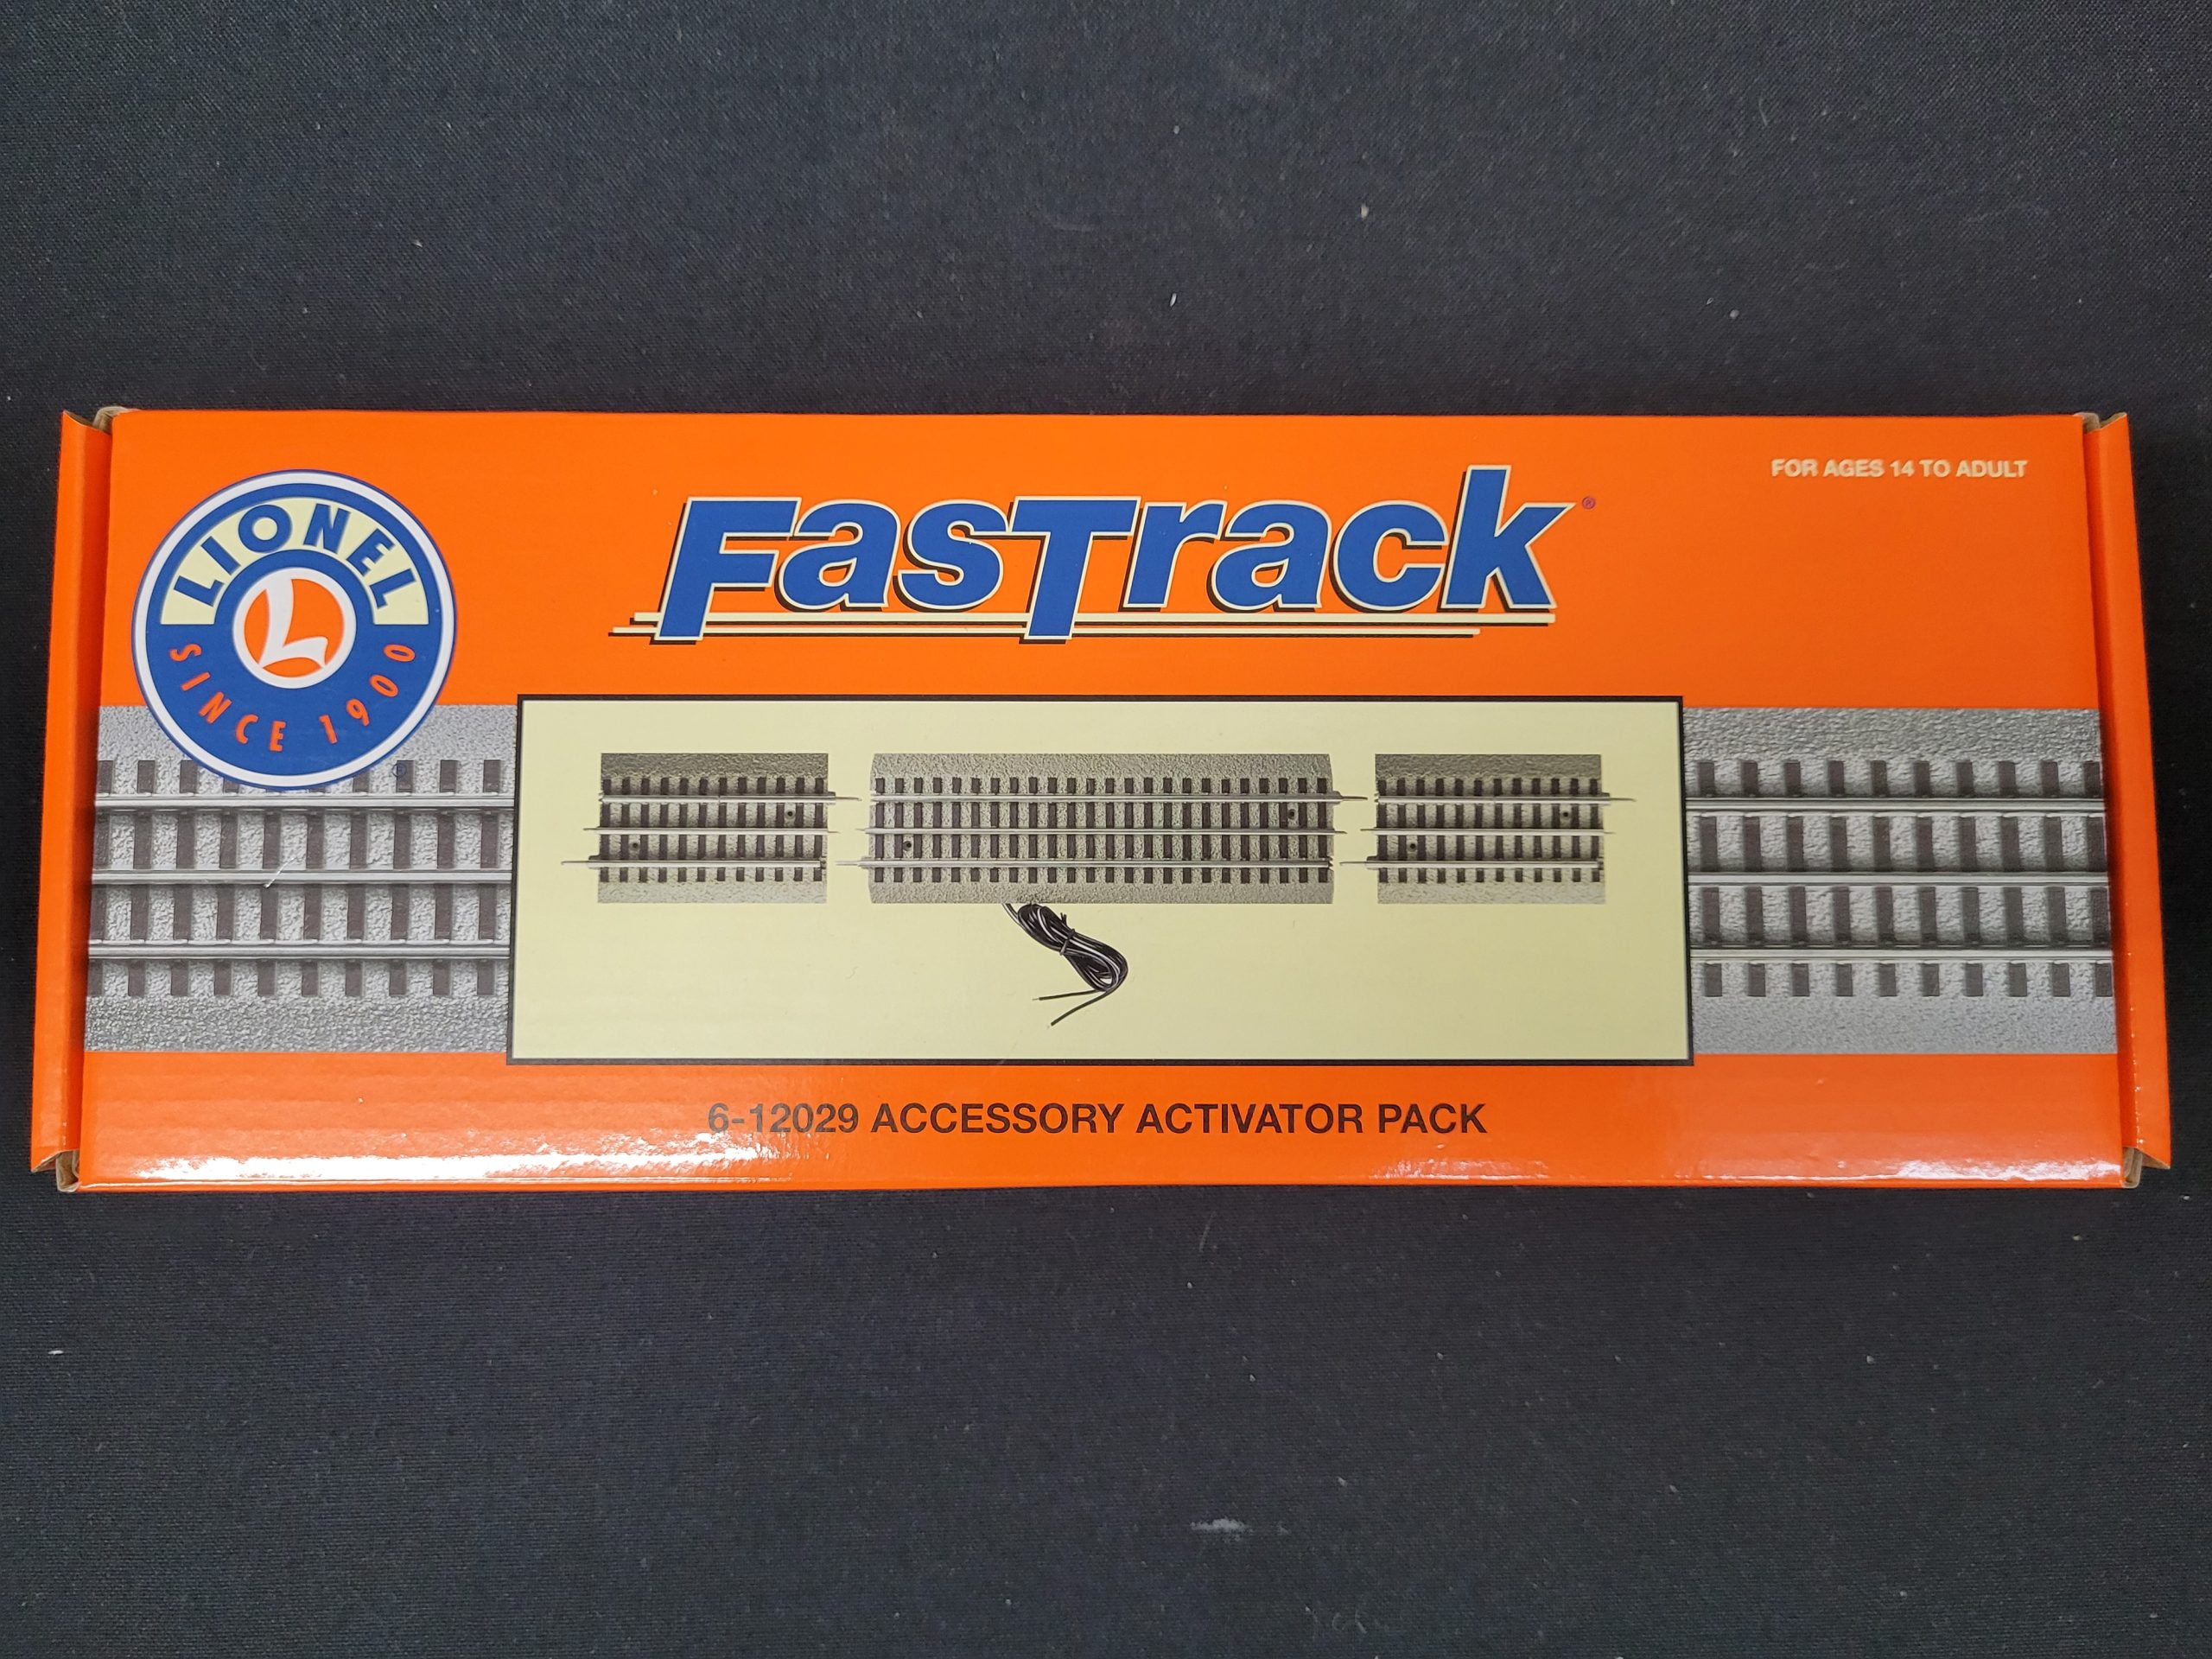 LIONEL
L
SINCE 1900
FasTrack®
FOR AGES 14 TO ADULT
6-12029 ACCESSORY ACTIVATOR PACK